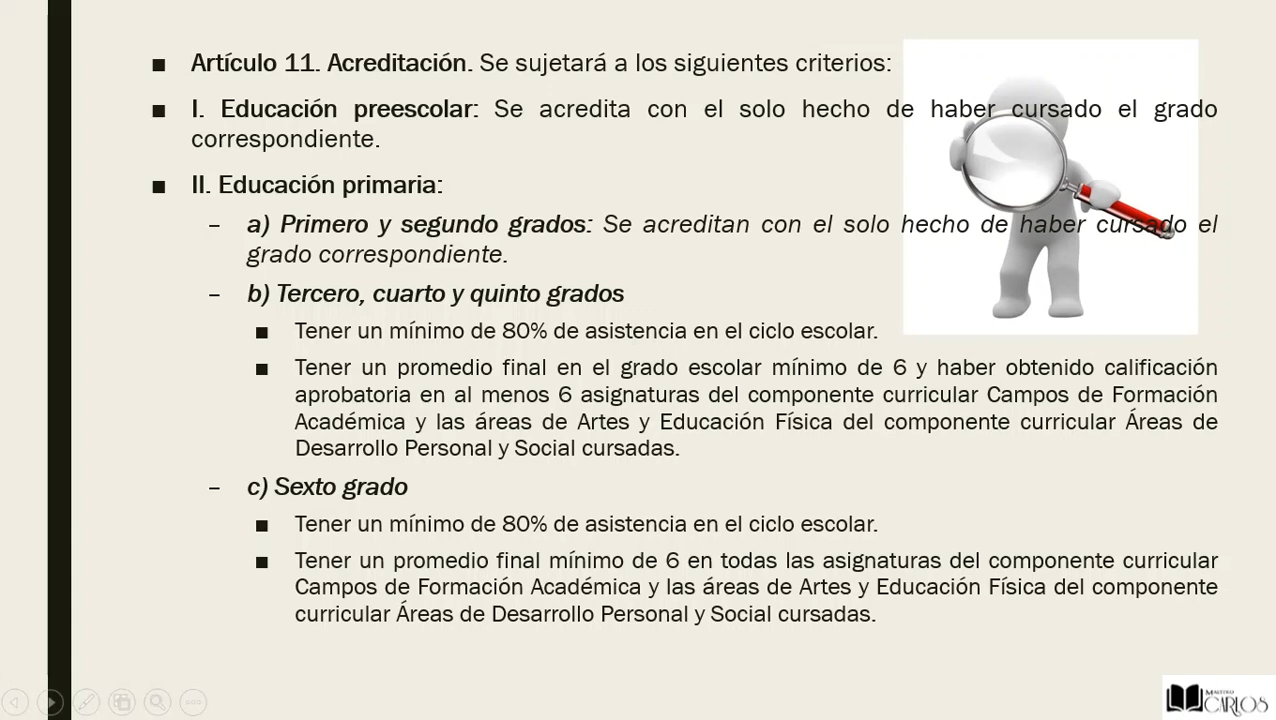 Artículo 11. Acreditación. Se sujetará a los siguientes criterios:
I. Educación preescolar: Se acredita con el solo hecho de haber cursado el grado
correspondiente.
II. Educación primaria:
– a) Primero y segundo grados: Se acreditan con el solo hecho de haber cursado el
grado correspondiente.
– b) Tercero, cuarto y quinto grados
Tener un mínimo de 80% de asistencia en el ciclo escolar.
Tener un promedio final en el grado escolar mínimo de 6 y haber obtenido calificación
aprobatoria en al menos 6 asignaturas del componente curricular Campos de Formación
Académica y las áreas de Artes y Educación Física del componente curricular Áreas de
Desarrollo Personal y Social cursadas.
– c) Sexto grado
Tener un mínimo de 80% de asistencia en el ciclo escolar.
Tener un promedio final mínimo de 6 en todas las asignaturas del componente curricular
Campos de Formación Académica y las áreas de Artes y Educación Física del componente
curricular Áreas de Desarrollo Personal y Social cursadas.
MAESTRO
CARLOS